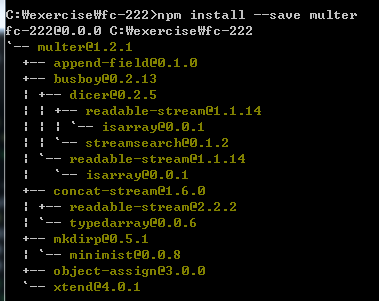 C:₩exercise₩fc-222>npm install --save multer
fc-222@0.0.0 C:₩exercise₩fc-222
`-- multer@1.2.1
  +-- append-field@0.1.0
  +-- busboy@0.2.13
  | +-- dicer@0.2.5
  | | +-- readable-stream@1.1.14
  | | | `-- isarray@0.0.1
  | | `-- streamsearch@0.1.2
  | `-- readable-stream@1.1.14
  |   `-- isarray@0.0.1
  +-- concat-stream@1.6.0
  | +-- readable-stream@2.2.2
  | `-- typedarray@0.0.6
  +-- mkdirp@0.5.1
  | `-- minimist@0.0.8
  +-- object-assign@3.0.0
  `-- xtend@4.0.1